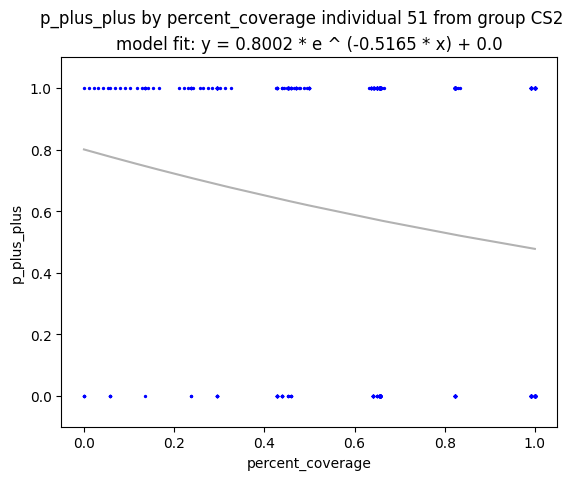 p_plus_plus by percent_coverage individual 51 from group CS2
model fit: y = 0.8002 * e ^ (-0.5165 * x) + 0.0
1.0
0.8
0.6
0.4
0.2
0.0
p_plus_plus
0.0 0.2 0.4 0.6 0.8 1.0
percent_coverage